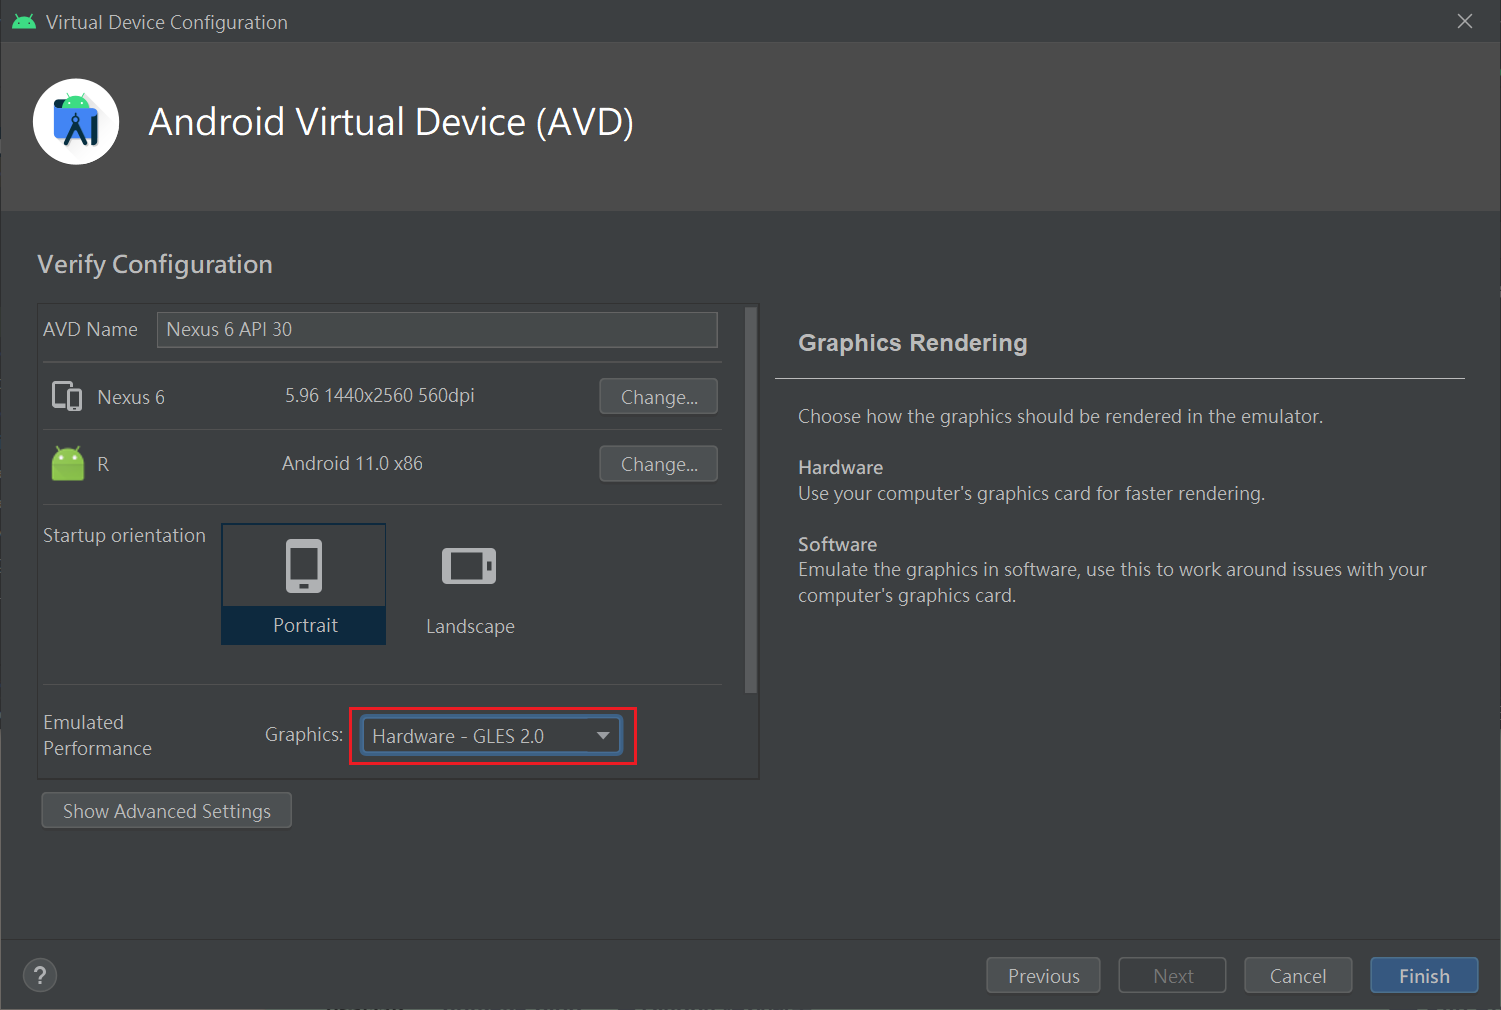 Virtual Device Configuration
Android Virtual Device (AVD)
Verify Configuration
AVD Name Nexus 6 API 30
Nexus 6 5.96 1440x2560 560dpi Change...
R Android 11.0 x86 Change...
Startup orientation
Portrait
Landscape
Emulated
Performance
Graphics: Hardware - GLES 2.0
Show Advanced Settings
Graphics Rendering
Choose how the graphics should be rendered in the emulator.
Hardware
Use your computer's graphics card for faster rendering.
Software
Emulate the graphics in software, use this to work around issues with your
computer's graphics card.
?
Previous Next Cancel Finish